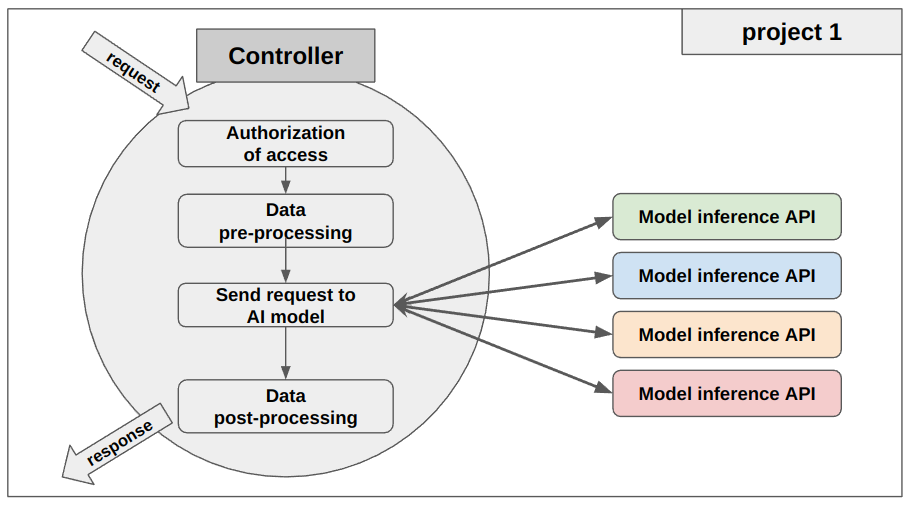 project 1
Controller
request
Authorization
of access
Data
pre-processing
Send request to
AI model
Data
post-processing
response
Model inference API
Model inference API
Model inference API
Model inference API